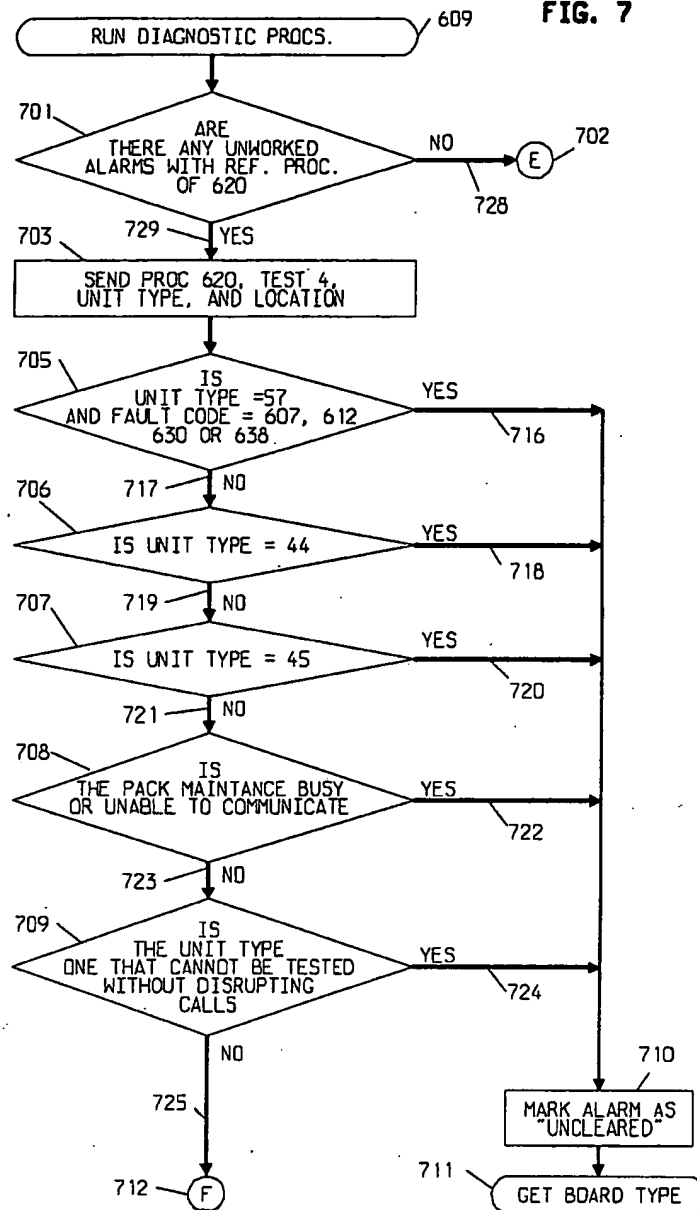 FIG. 7
609
RUN DIAGNOSTIC PROCS.
701
ARE
THERE ANY UNWORKED
ALARMS WITH REF. PROC.
OF 620
NO
728
E
702
729
YES
703
SEND PROC 620, TEST 4,
UNIT TYPE, AND LOCATION
705
IS
UNIT TYPE =57
AND FAULT CODE = 607, 612
630 OR 638
YES
716
717
NO
706
IS UNIT TYPE = 44
YES
718
719
NO
707
IS UNIT TYPE = 45
YES
720
721
NO
708
IS
THE PACK MAINTANCE BUSY
OR UNABLE TO COMMUNICATE
YES
722
723
NO
709
IS
THE UNIT TYPE
ONE THAT CANNOT BE TESTED
WITHOUT DISRUPTING
CALLS
YES
724
NO
725
710
MARK ALARM AS
"UNCLEARED"
711
GET BOARD TYPE
712
F